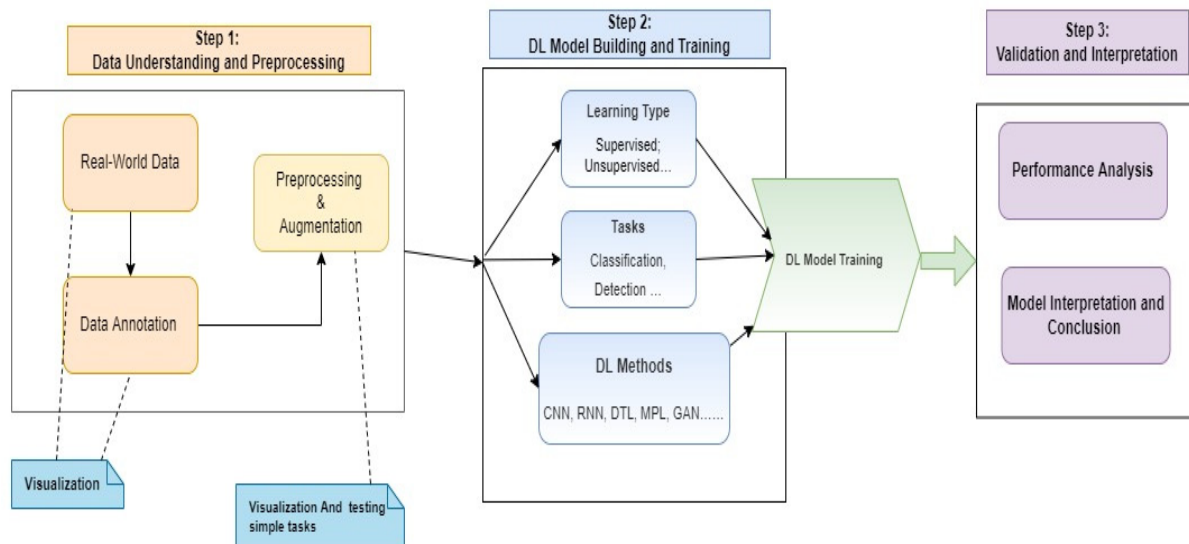 Step 1:
Data Understanding and Preprocessing
Real-World Data
Data Annotation
Preprocessing
&
Augmentation
Visualization
Visualization And testing
simple tasks
Step 2:
DL Model Building and Training
Learning Type
Supervised;
Unsupervised...
Tasks
Classification,
Detection ...
DL Methods
CNN, RNN, DTL, MPL, GAN......
DL Model Training
Step 3:
Validation and Interpretation
Performance Analysis
Model Interpretation and
Conclusion